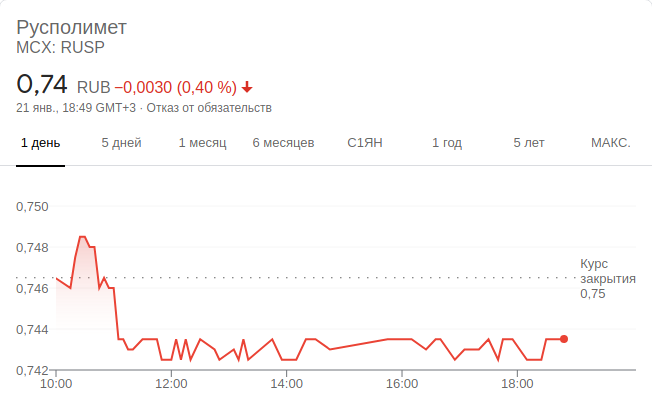 Русполимет
MCX: RUSP
0,74 RUB −0,0030 (0,40 %)
21 янв., 18:49 GMT+3 · Отказ от обязательств
1 день 5 дней 1 месяц 6 месяцев С1ЯН 1 год 5 лет МАКС.
0,750
0,748
Курс
закрытия
0,75
0,746
0,744
0,742
10:00 12:00 14:00 16:00 18:00